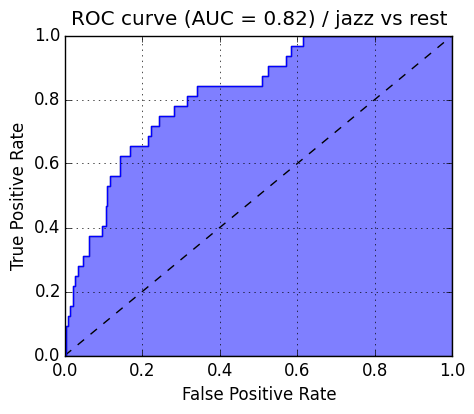 ROC curve (AUC = 0.82) / jazz vs rest
1.0
0.8
0.6
0.4
0.2
0.0
True Positive Rate
0.0 0.2 0.4 0.6 0.8 1.0
False Positive Rate